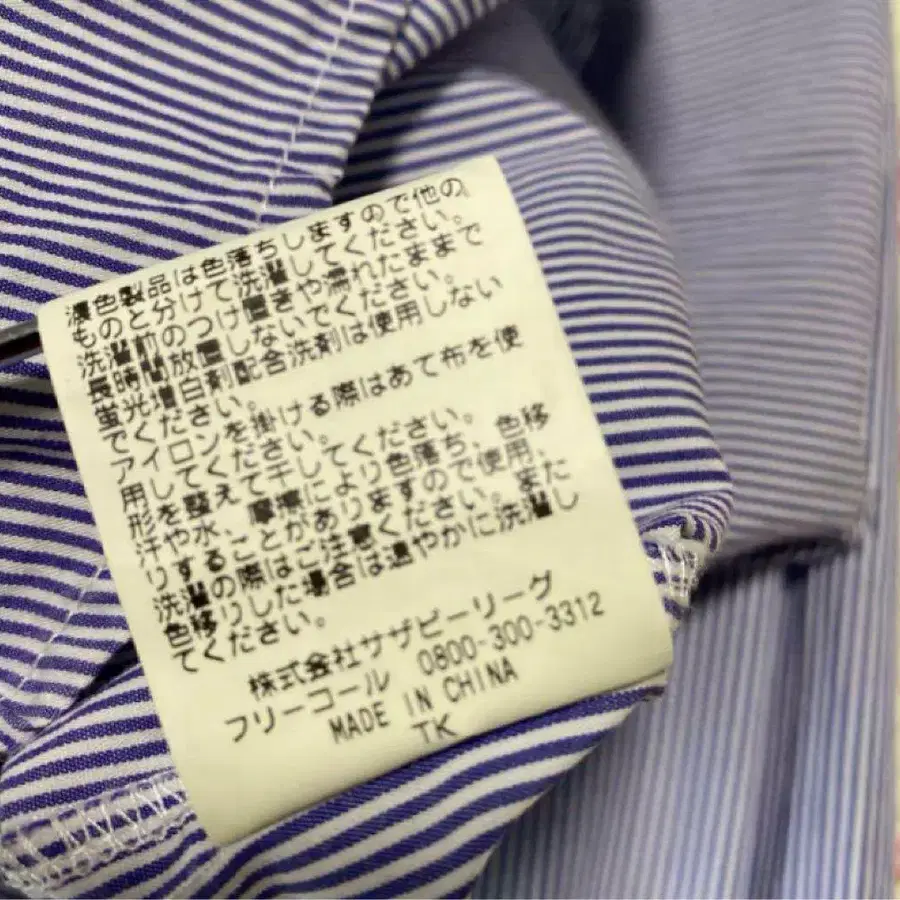 濃色製品は色落ちしますので他の
ものと分けて洗濯してください。
洗濯前のつけ置きや濡れたままで
長時間放置しないでください。
蛍光増白剤配合洗剤は使用しない
でください。
アイロンを掛ける際はあて布を使
用してください。
形を整えて干してください。
汗や水、摩擦により色落ち、色移
りすることがありますので使用、
洗濯の際はご注意ください。また
色移りした場合は速やかに洗濯し
てください。
株式会社サザビーリーグ
フリーコール 0800-300-3312
MADE IN CHINA
TK